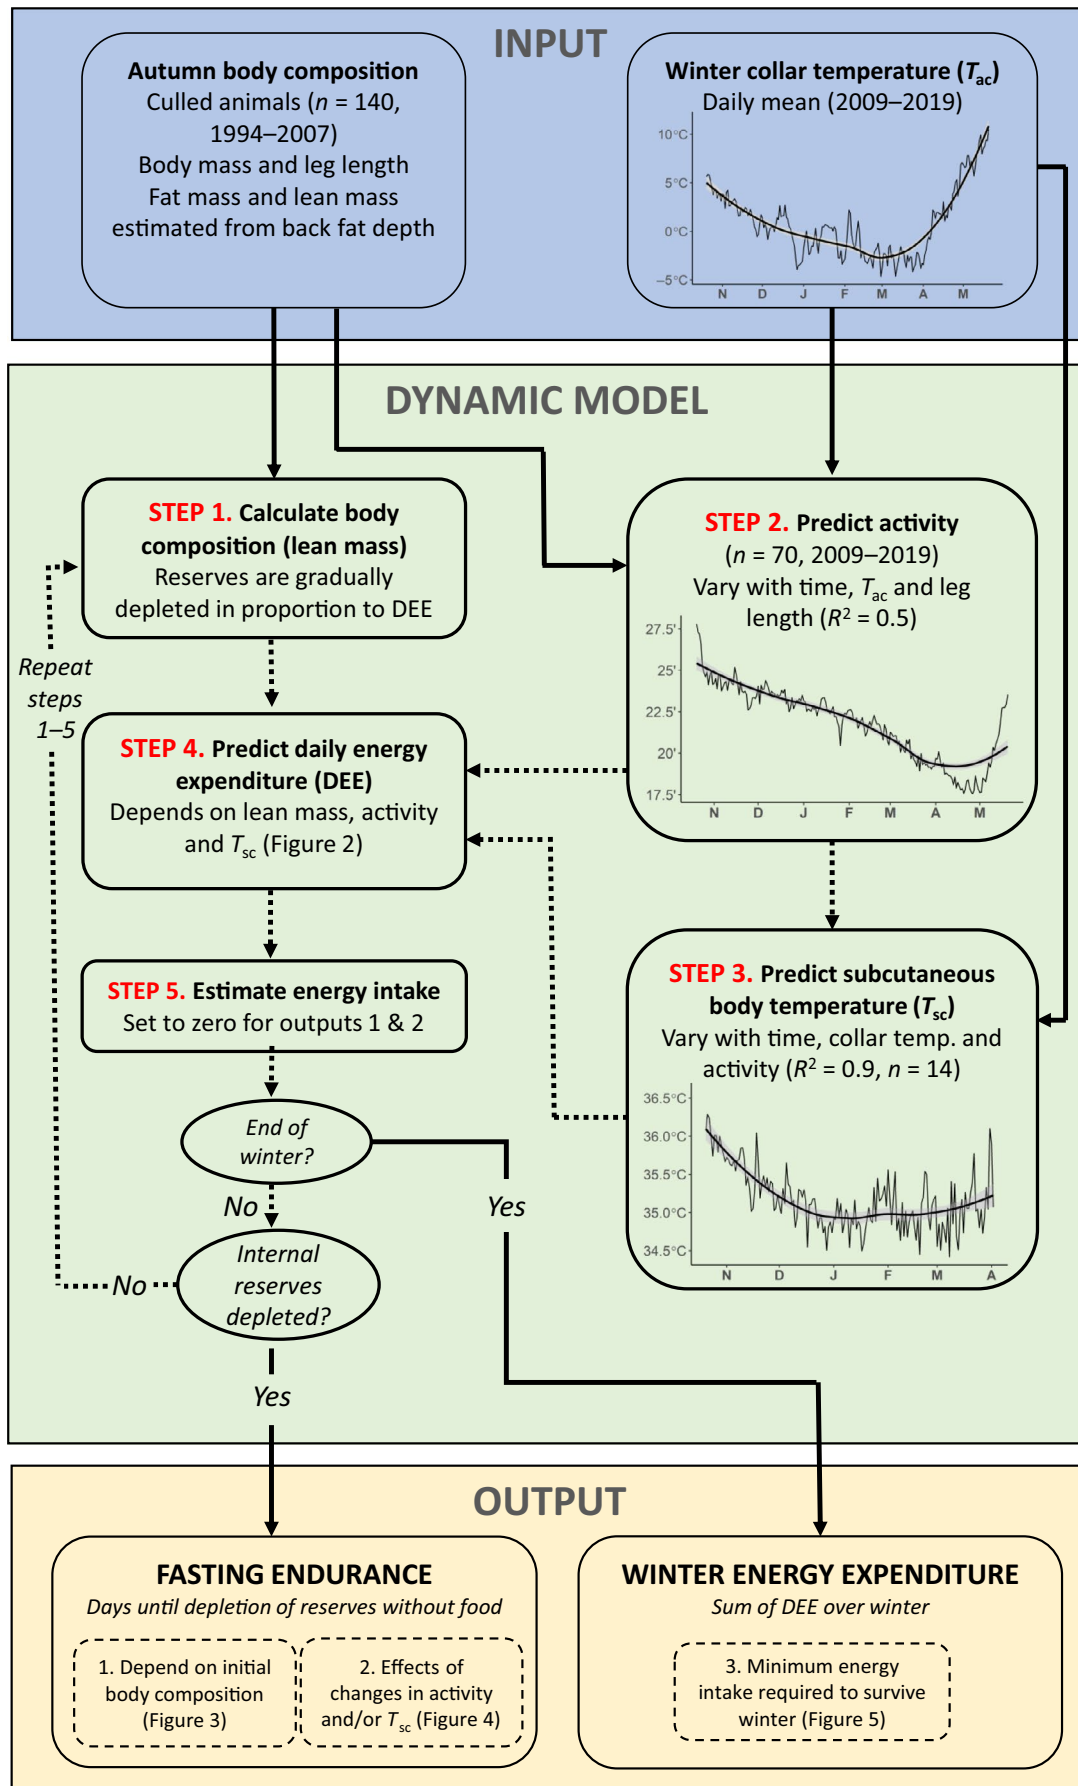 INPUT
Autumn body composition
Culled animals (n = 140,
1994–2007)
Body mass and leg length
Fat mass and lean mass
estimated from back fat depth
Winter collar temperature (Tac)
Daily mean (2009–2019)
10°C
5°C
0°C
–5°C
N D J F M A M
DYNAMIC MODEL
STEP 1. Calculate body
composition (lean mass)
Reserves are gradually
depleted in proportion to DEE
STEP 2. Predict activity
(n = 70, 2009–2019)
Vary with time, Tac and leg
length (R2 = 0.5)
27.5'
25'
22.5'
20'
17.5'
N D J F M A M
Repeat
steps
1–5
STEP 4. Predict daily energy
expenditure (DEE)
Depends on lean mass, activity
and Tsc (Figure 2)
STEP 3. Predict subcutaneous
body temperature (Tsc)
Vary with time, collar temp. and
activity (R2 = 0.9, n = 14)
36.5°C
36.0°C
35.5°C
35.0°C
34.5°C
N D J F M A
STEP 5. Estimate energy intake
Set to zero for outputs 1 & 2
End of
winter?
No
Yes
Internal
reserves
depleted?
No
Yes
OUTPUT
FASTING ENDURANCE
Days until depletion of reserves without food
1. Depend on initial
body composition
(Figure 3)
2. Effects of
changes in activity
and/or Tsc (Figure 4)
WINTER ENERGY EXPENDITURE
Sum of DEE over winter
3. Minimum energy
intake required to survive
winter (Figure 5)